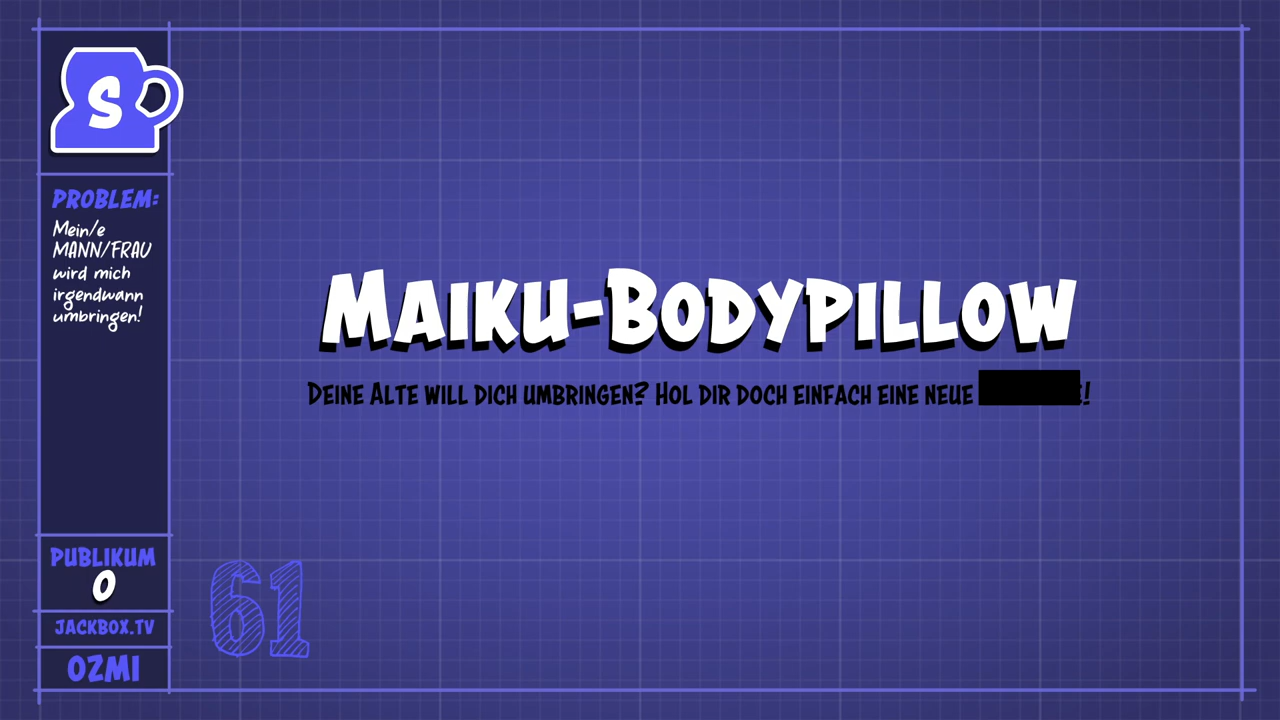 S
PROBLEM:
Mein/e
MANN/FRAU
wird mich
irgendwann
umbringen!
MAIKU-BODYPILLOW
DEINE ALTE WILL DICH UMBRINGEN? HOL DIR DOCH EINFACH EINE NEUE !
PUBLIKUM
0
JACKBOX.TV
OZMI
61